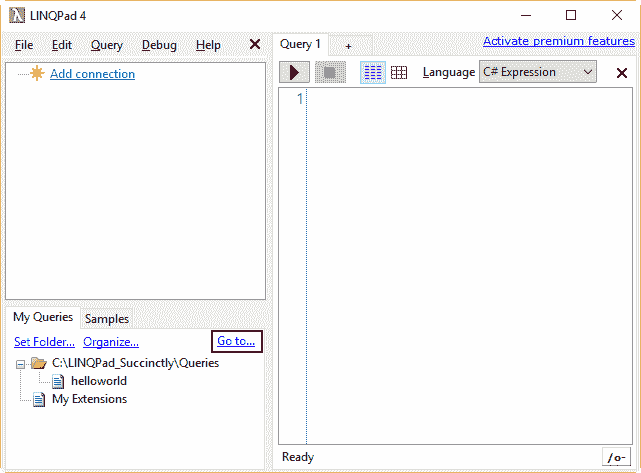 LINQPad 4
File Edit Query Debug Help
Add connection
My Queries Samples
Set Folder... Organize... Go to...
C:\LINQPad_Succinctly\Queries
helloworld
My Extensions
Query 1 +
Activate premium features
Language C# Expression
1
Ready /o-